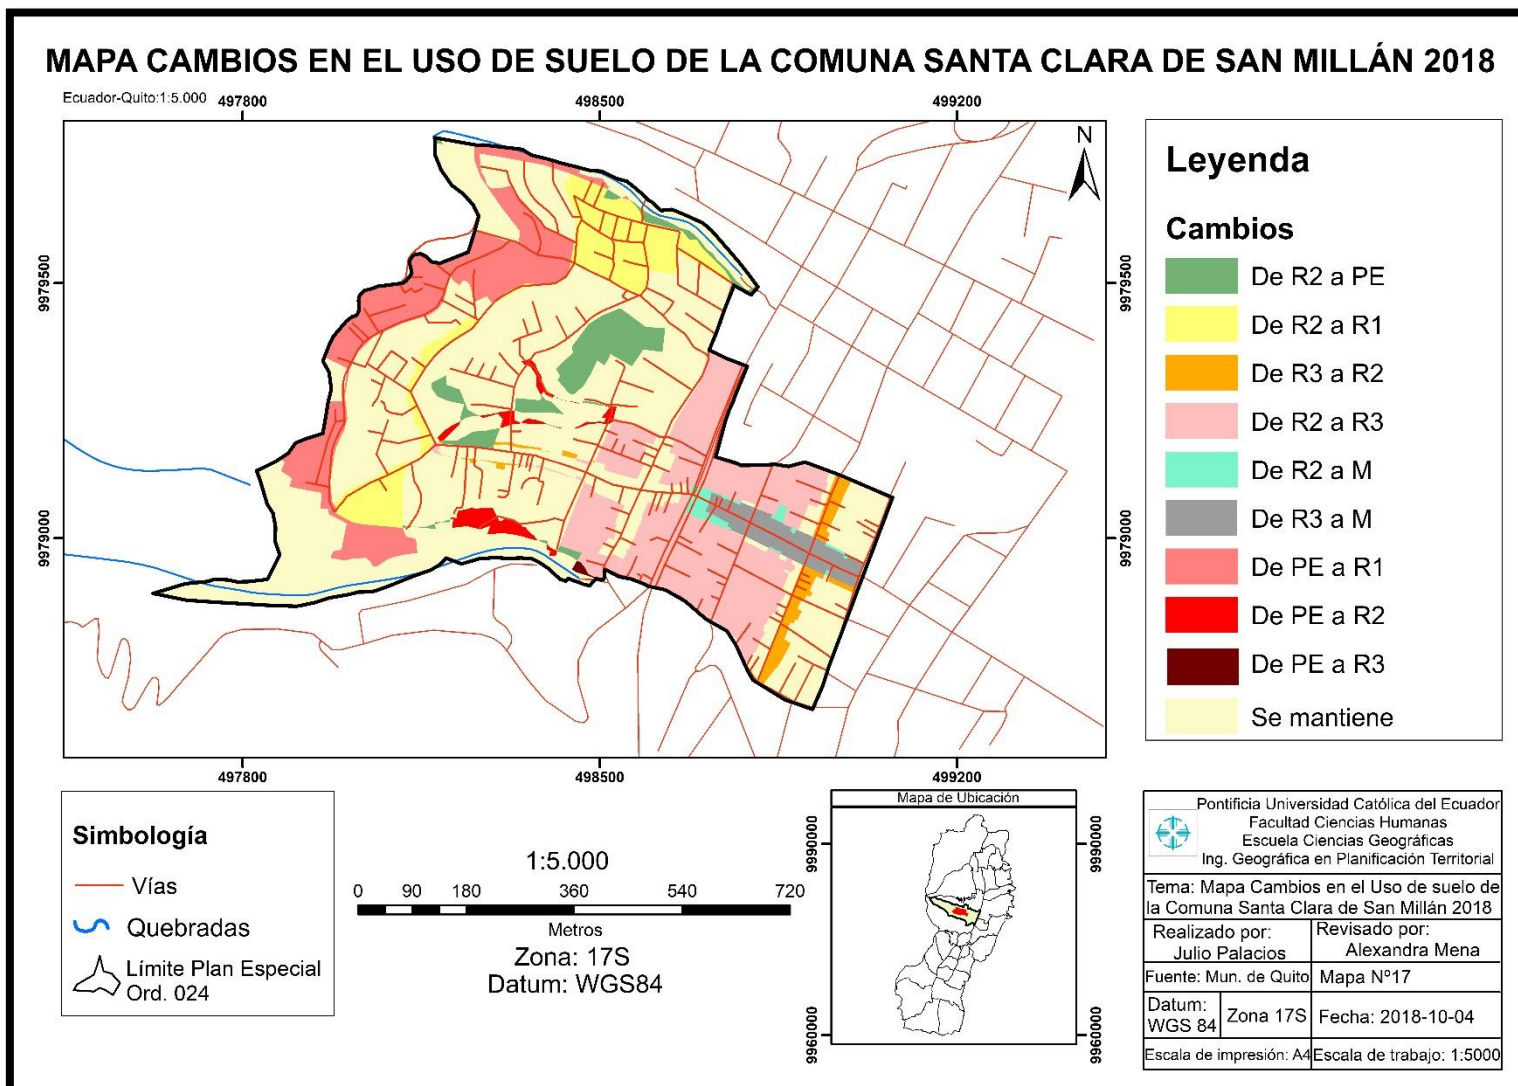 MAPA CAMBIOS EN EL USO DE SUELO DE LA COMUNA SANTA CLARA DE SAN MILLÁN 2018
Ecuador-Quito:1:5.000
497800
498500
499200
N
9979500
9979500
9979000
9979000
497800
498500
499200
Leyenda
Cambios
De R2 a PE
De R2 a R1
De R3 a R2
De R2 a R3
De R2 a M
De R3 a M
De PE a R1
De PE a R2
De PE a R3
Se mantiene
Simbología
Vías
Quebradas
Límite Plan Especial
Ord. 024
1:5.000
0 90 180 360 540 720
Metros
Zona: 17S
Datum: WGS84
Mapa de Ubicación
9990000
9990000
9960000
9960000
Pontificia Universidad Católica del Ecuador
Facultad Ciencias Humanas
Escuela Ciencias Geográficas
Ing. Geográfica en Planificación Territorial
Tema: Mapa Cambios en el Uso de suelo de
la Comuna Santa Clara de San Millán 2018
Realizado por:
Julio Palacios
Revisado por:
Alexandra Mena
Fuente: Mun. de Quito
Mapa Nº17
Datum:
WGS 84
Zona 17S
Fecha: 2018-10-04
Escala de impresión: A4
Escala de trabajo: 1:5000